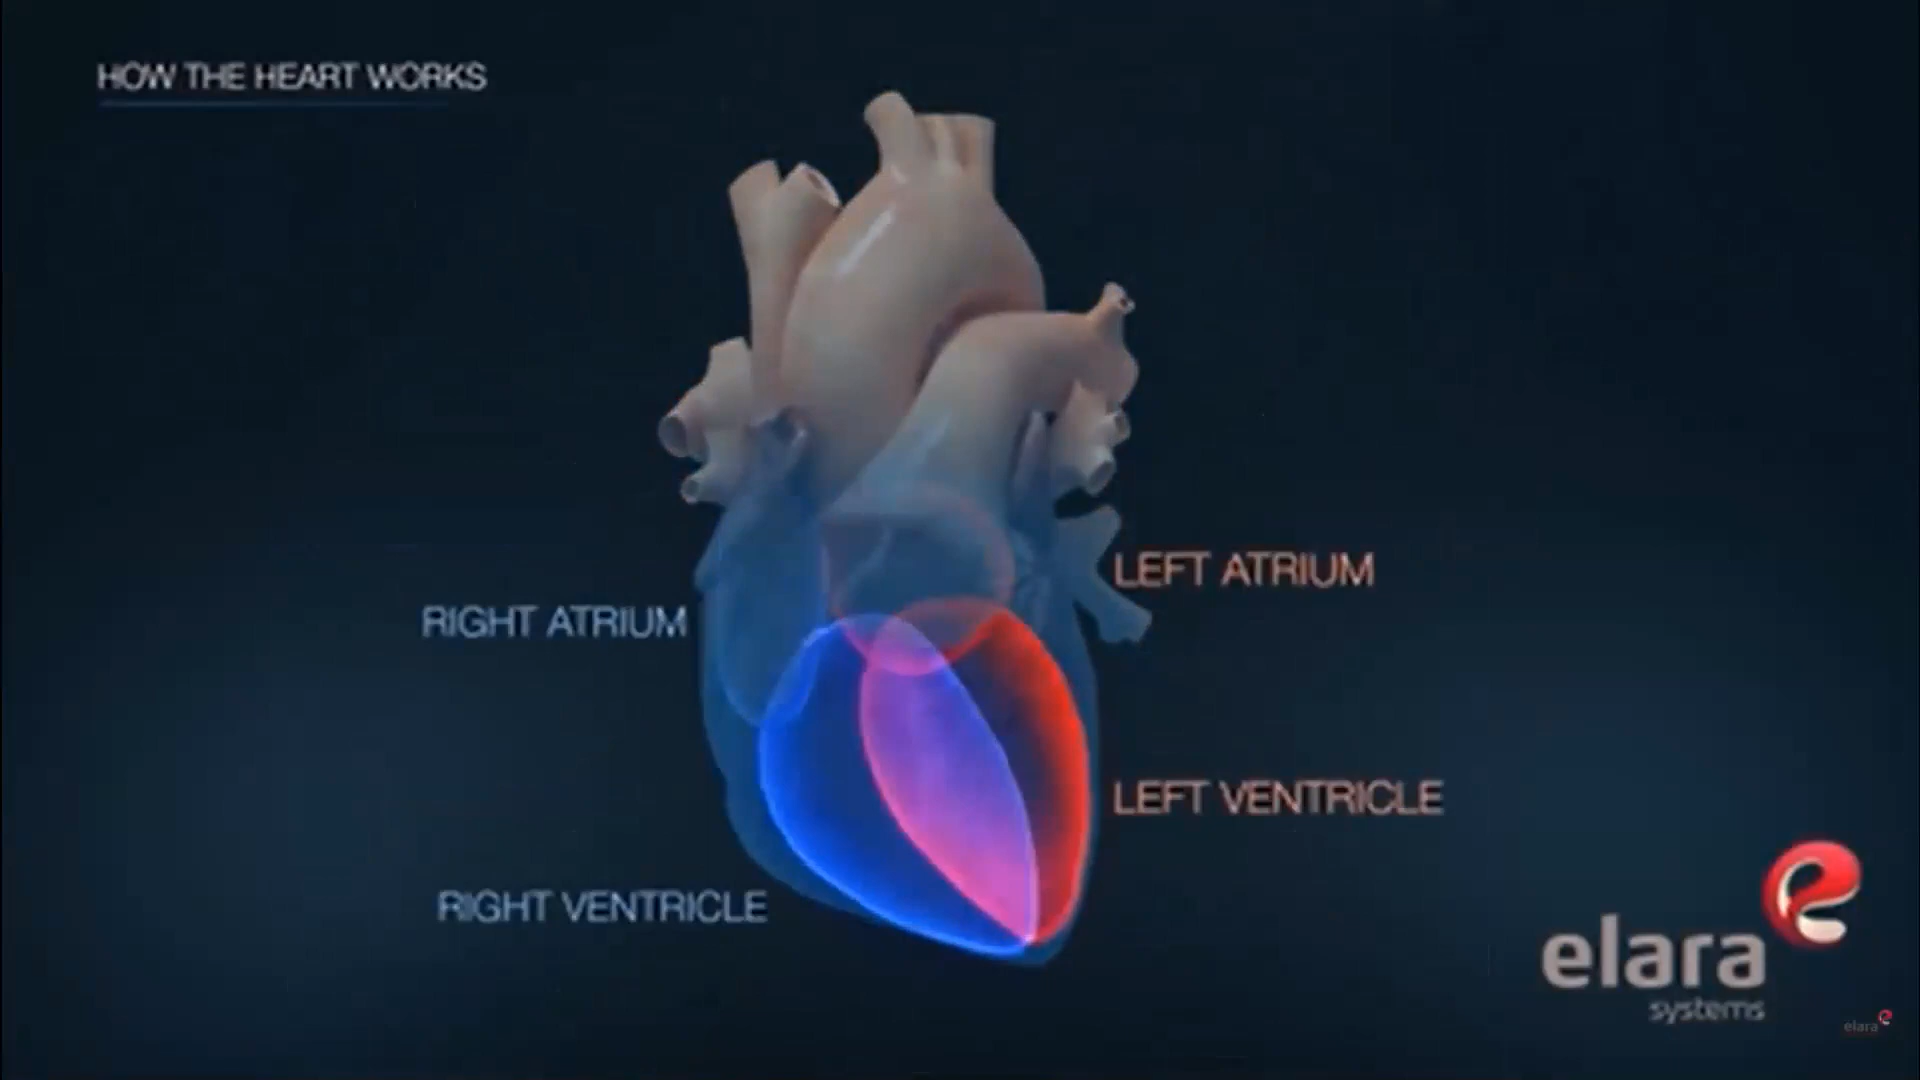 HOW THE HEART WORKS
LEFT ATRIUM
RIGHT ATRIUM
LEFT VENTRICLE
RIGHT VENTRICLE
elara
systems
elara